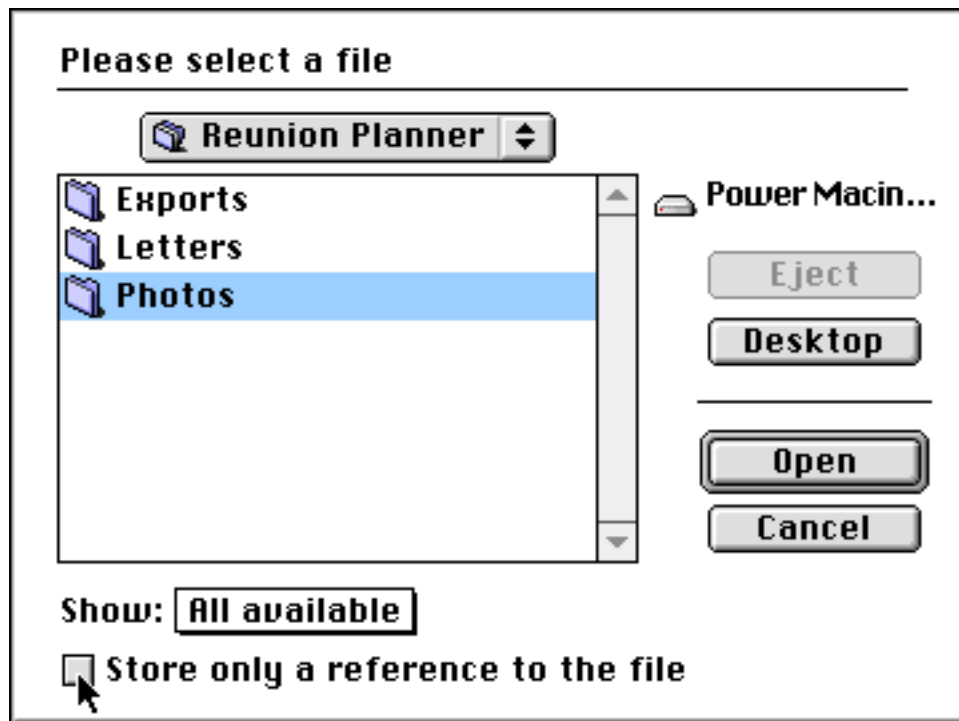 Please select a file
Reunion Planner
Exports
Letters
Photos
Power Macin...
Eject
Desktop
Open
Cancel
Show: All available
Store only a reference to the file